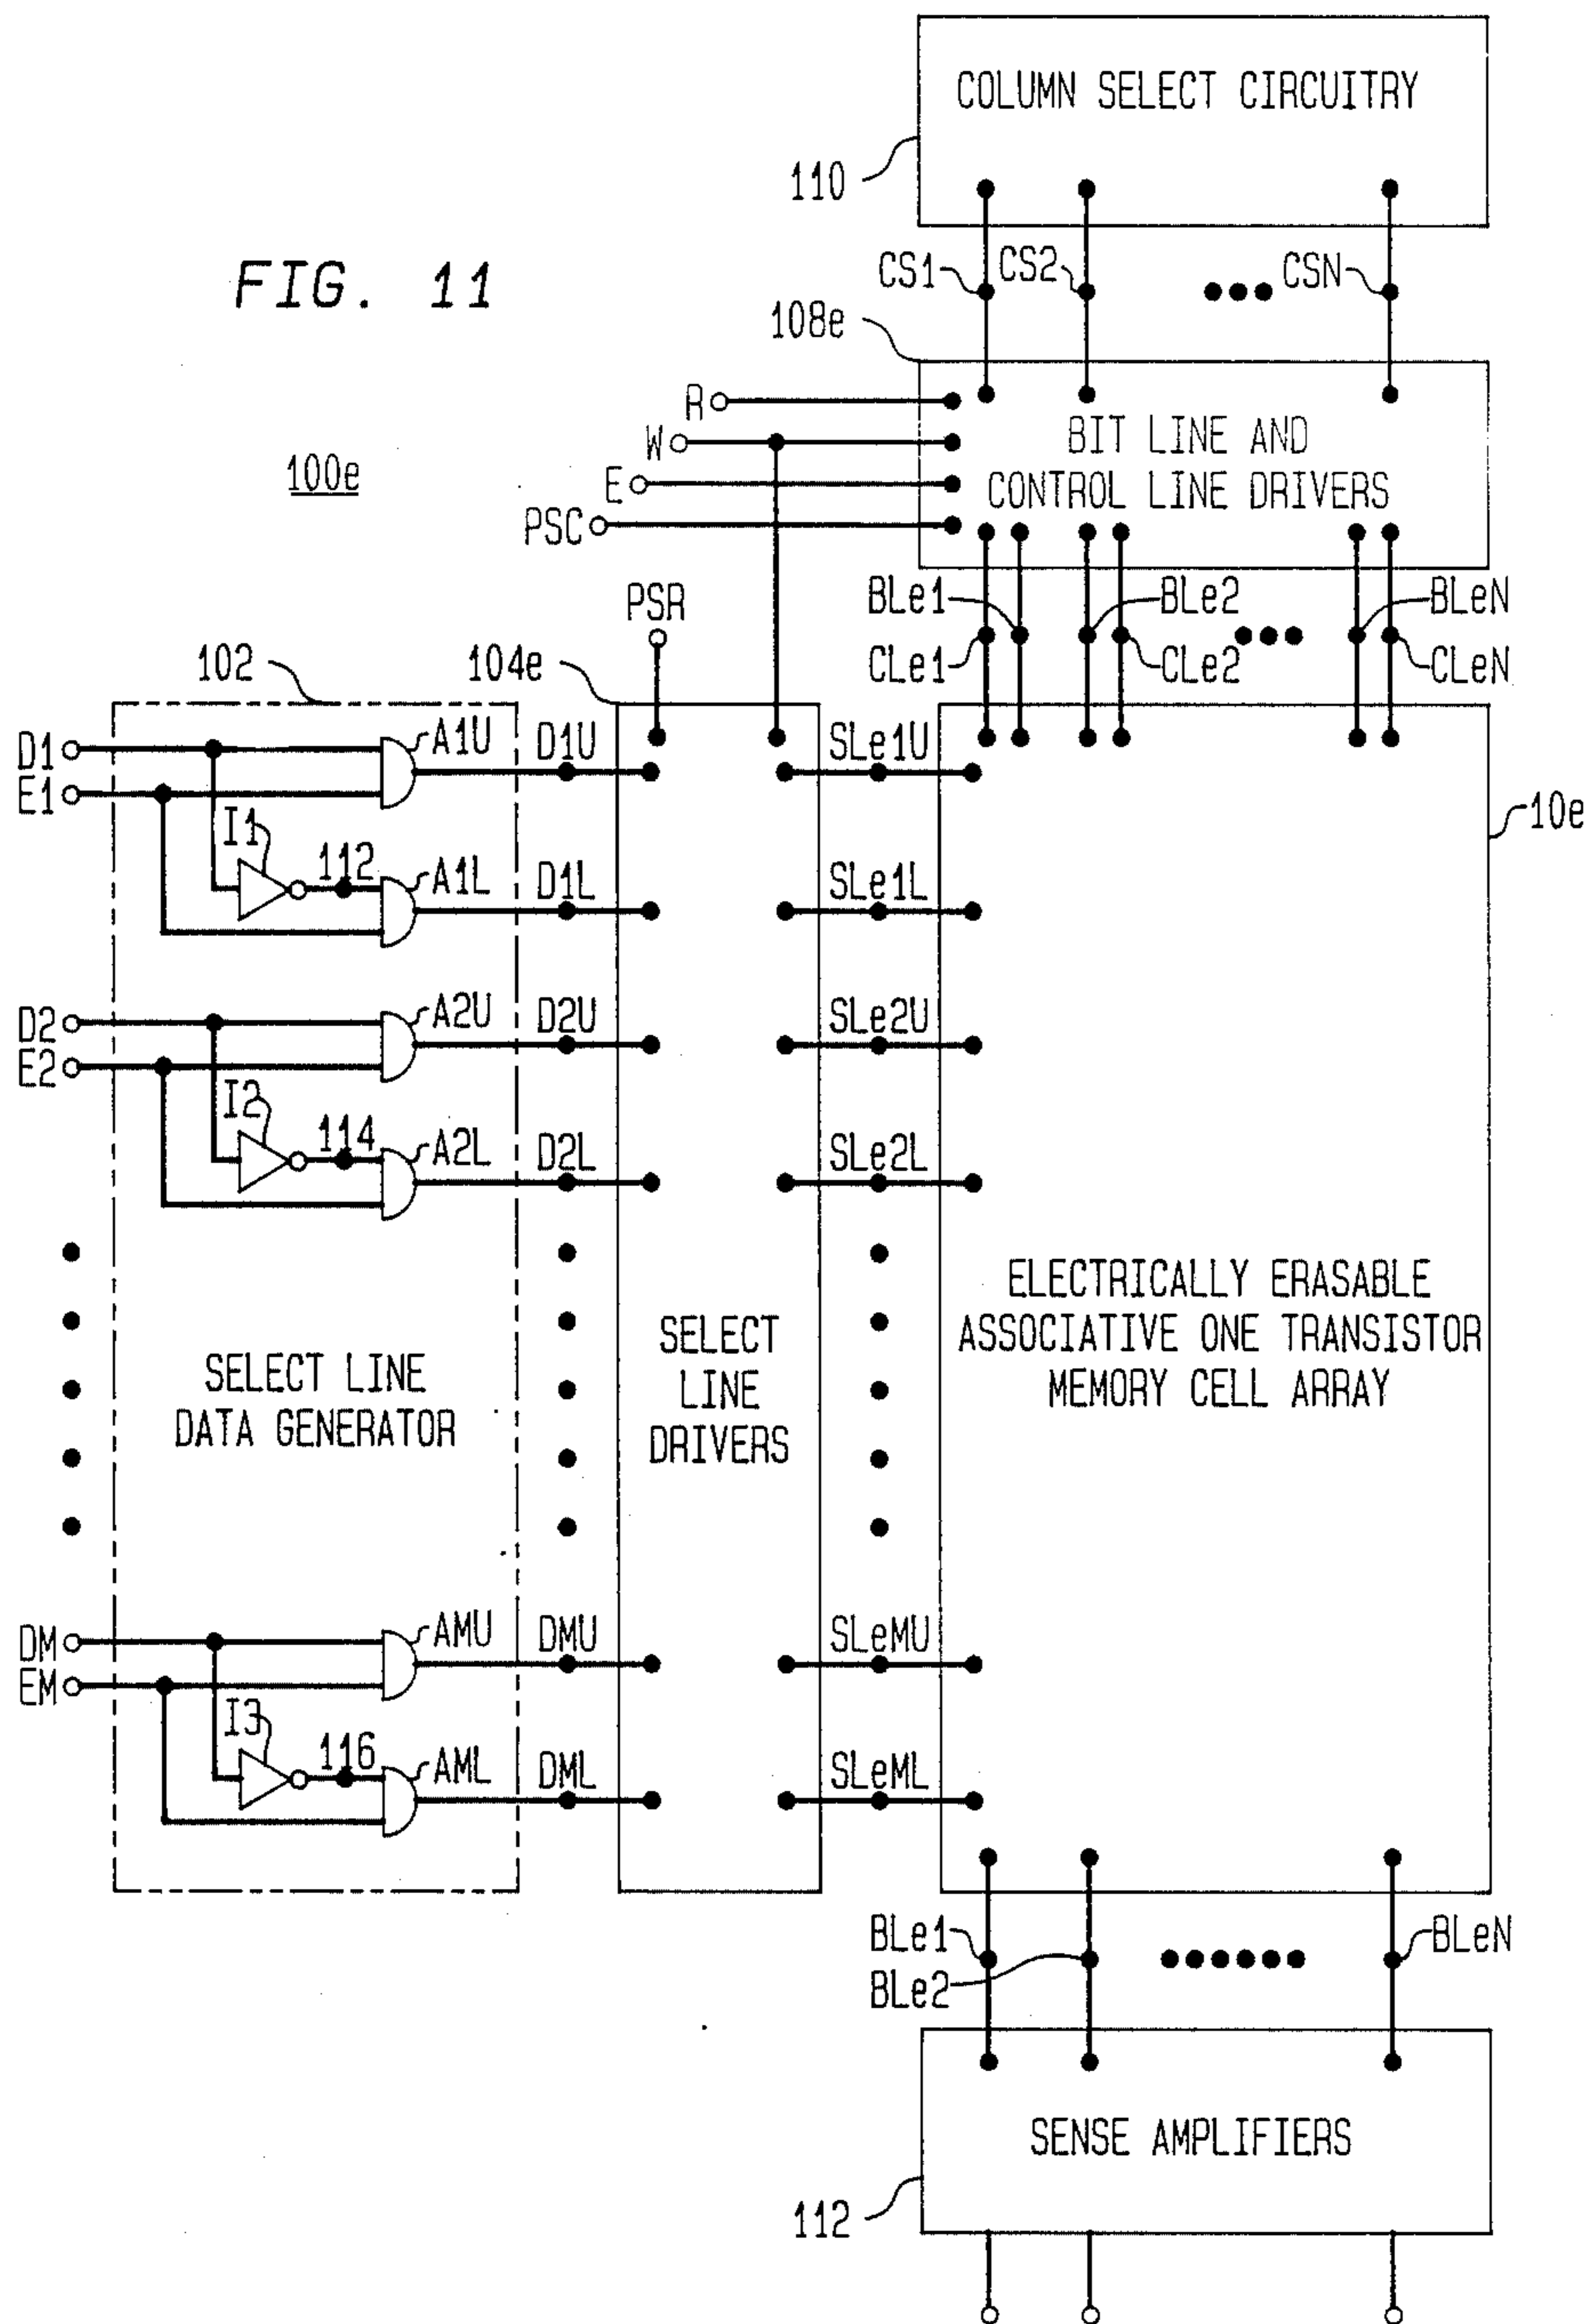 COLUMN SELECT CIRCUITRY
110
FIG. 11
CS1
CS2
CSN
108e
R
W
E
PSC
BIT LINE AND
CONTROL LINE DRIVERS
100e
PSR
BLe1
BLe2
BLeN
CLe1
CLe2
CLeN
102
104e
10e
D1
E1
A1U
D1U
SLe1U
I1
112
A1L
D1L
SLe1L
D2
E2
A2U
D2U
SLe2U
I2
114
A2L
D2L
SLe2L
SELECT LINE
DATA GENERATOR
SELECT
LINE
DRIVERS
ELECTRICALLY ERASABLE
ASSOCIATIVE ONE TRANSISTOR
MEMORY CELL ARRAY
DM
EM
AMU
DMU
SLeMU
I3
116
AML
DML
SLeML
BLe1
BLe2
BLeN
SENSE AMPLIFIERS
112